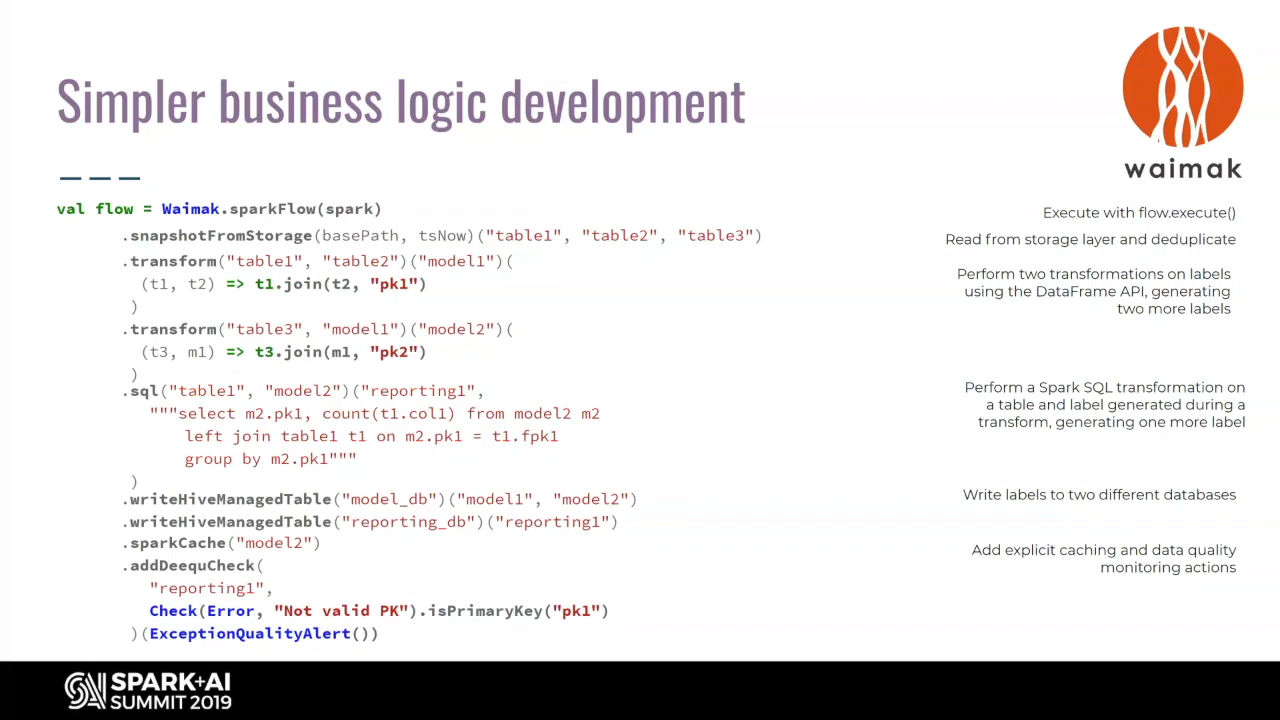 Simpler business logic development
waimak
val flow = Waimak.sparkFlow(spark)
.snapshotFromStorage(basePath, tsNow)("table1", "table2", "table3")
.transform("table1", "table2")("model1")(
(t1, t2) => t1.join(t2, "pk1")
)
.transform("table3", "model1")("model2")(
(t3, m1) => t3.join(m1, "pk2")
)
.sql("table1", "model2")("reporting1",
"""select m2.pk1, count(t1.col1) from model2 m2
left join table1 t1 on m2.pk1 = t1.fpk1
group by m2.pk1"""
)
.writeHiveManagedTable("model_db")("model1", "model2")
.writeHiveManagedTable("reporting_db")("reporting1")
.sparkCache("model2")
.addDeequCheck(
"reporting1",
Check(Error, "Not valid PK").isPrimaryKey("pk1")
)(ExceptionQualityAlert())
Execute with flow.execute()
Read from storage layer and deduplicate
Perform two transformations on labels
using the DataFrame API, generating
two more labels
Perform a Spark SQL transformation on
a table and label generated during a
transform, generating one more label
Write labels to two different databases
Add explicit caching and data quality
monitoring actions
SPARK+AI
SUMMIT 2019